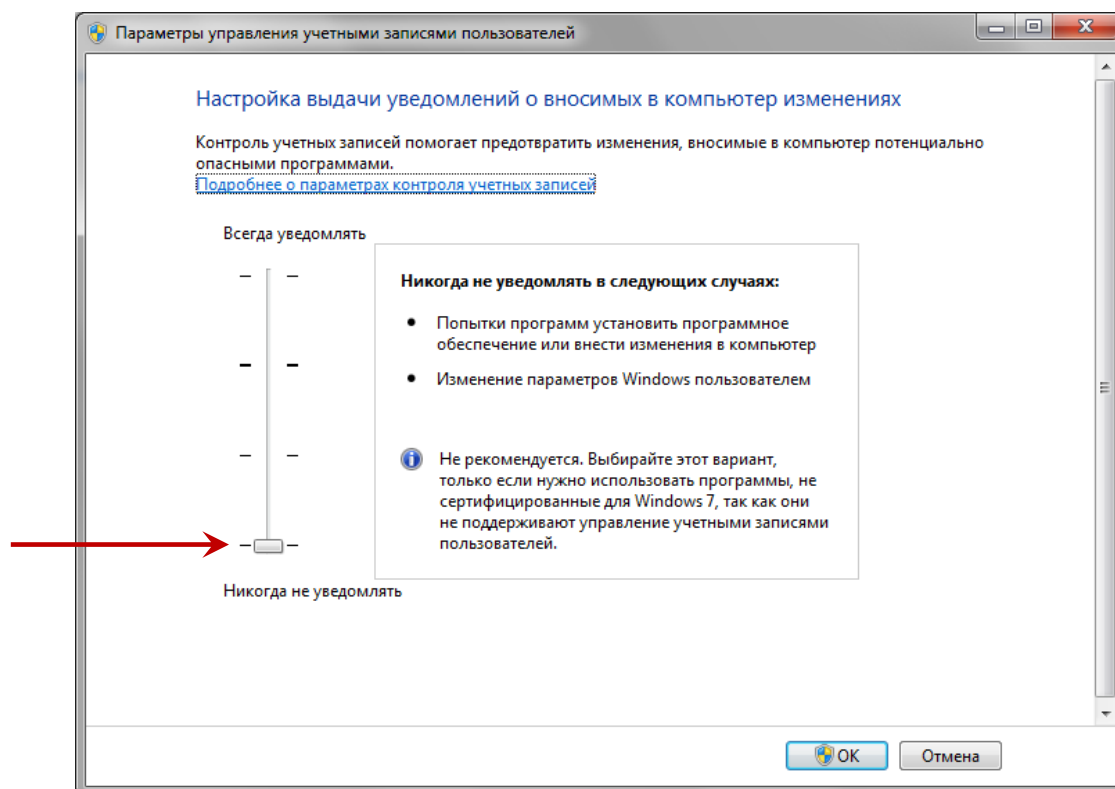 Параметры управления учетными записями пользователей
Настройка выдачи уведомлений о вносимых в компьютер изменениях
Контроль учетных записей помогает предотвратить изменения, вносимые в компьютер потенциально
опасными программами.
Подробнее о параметрах контроля учетных записей
Всегда уведомлять
Никогда не уведомлять в следующих случаях:
• Попытки программ установить программное
обеспечение или внести изменения в компьютер
• Изменение параметров Windows пользователем
Не рекомендуется. Выбирайте этот вариант,
только если нужно использовать программы, не
сертифицированные для Windows 7, так как они
не поддерживают управление учетными записями
пользователей.
Никогда не уведомлять
OK
Отмена